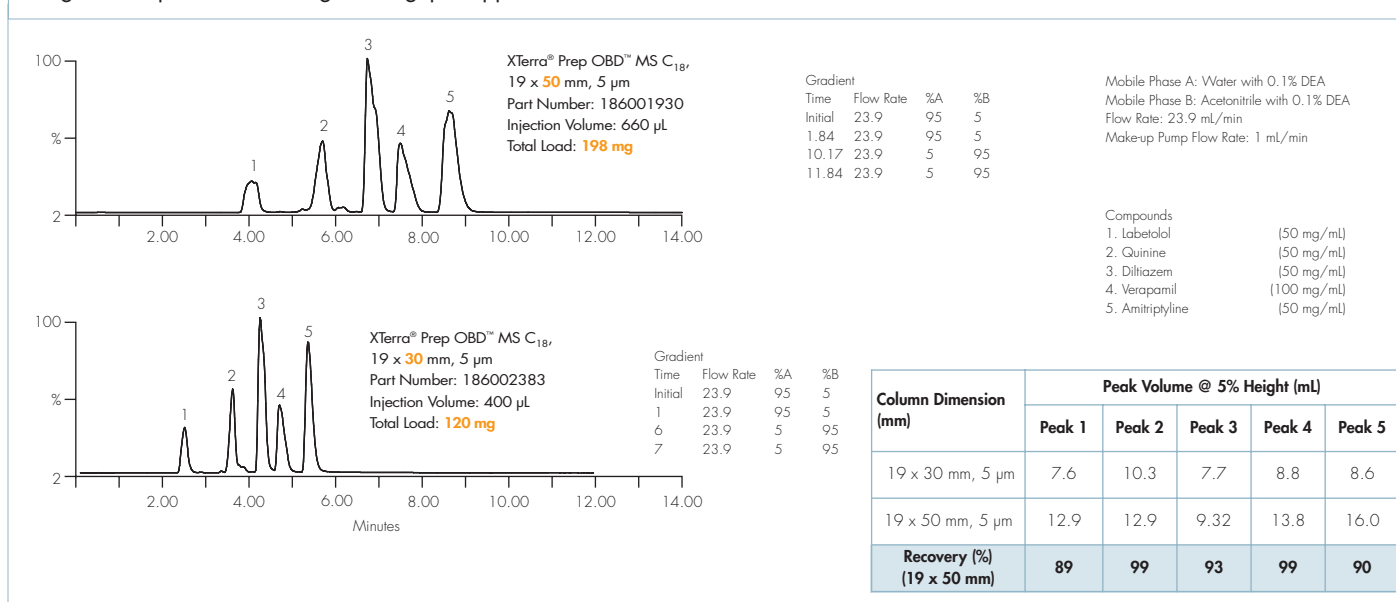 100
%
2
1
2
3
4
5
2.00
4.00
6.00
8.00
10.00
12.00
14.00
XTerra® Prep OBD™ MS C18,
19 x 50 mm, 5 µm
Part Number: 186001930
Injection Volume: 660 µL
Total Load: 198 mg
Gradient
Time Flow Rate %A %B
Initial 23.9 95 5
1.84 23.9 95 5
10.17 23.9 5 95
11.84 23.9 5 95
Mobile Phase A: Water with 0.1% DEA
Mobile Phase B: Acetonitrile with 0.1% DEA
Flow Rate: 23.9 mL/min
Make-up Pump Flow Rate: 1 mL/min
Compounds
1. Labetolol (50 mg/mL)
2. Quinine (50 mg/mL)
3. Diltiazem (50 mg/mL)
4. Verapamil (100 mg/mL)
5. Amitriptyline (50 mg/mL)
100
%
2
1
2
3
4
5
2.00
4.00
6.00
8.00
10.00
12.00
14.00
Minutes
XTerra® Prep OBD™ MS C18,
19 x 30 mm, 5 µm
Part Number: 186002383
Injection Volume: 400 µL
Total Load: 120 mg
Gradient
Time Flow Rate %A %B
Initial 23.9 95 5
1 23.9 95 5
6 23.9 5 95
7 23.9 5 95
Column Dimension
(mm)
Peak Volume @ 5% Height (mL)
Peak 1 Peak 2 Peak 3 Peak 4 Peak 5
19 x 30 mm, 5 µm 7.6 10.3 7.7 8.8 8.6
19 x 50 mm, 5 µm 12.9 12.9 9.32 13.8 16.0
Recovery (%)
(19 x 50 mm) 89 99 93 99 90